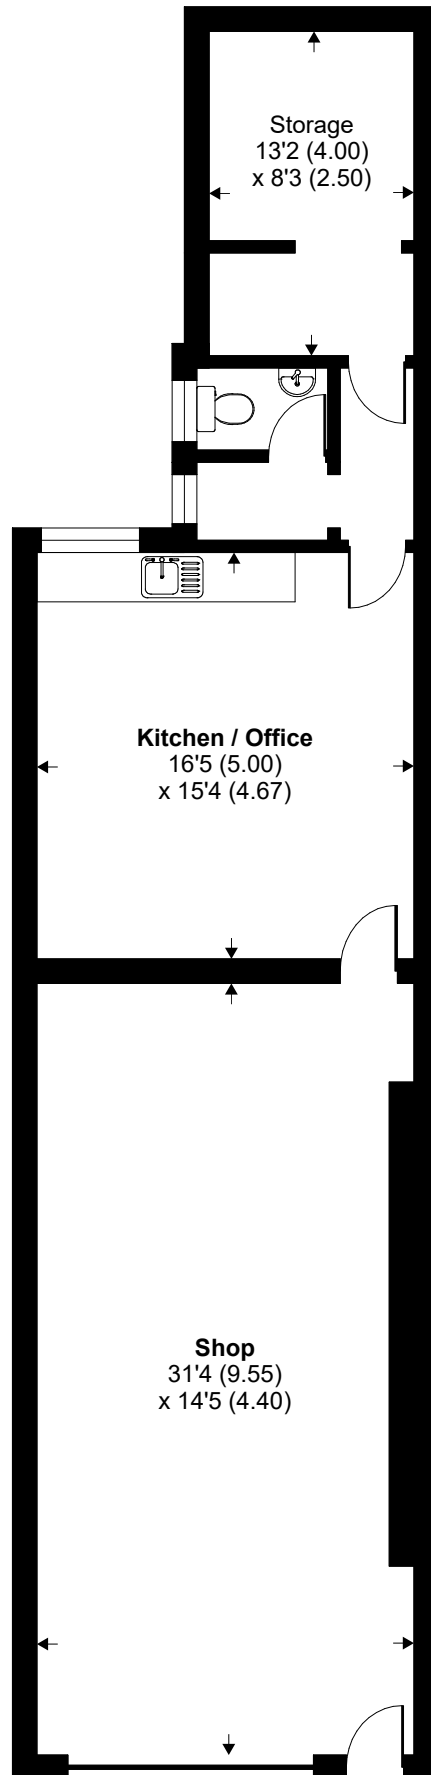 Storage
13'2 (4.00)
x 8'3 (2.50)
Kitchen / Office
16'5 (5.00)
x 15'4 (4.67)
Shop
31'4 (9.55)
x 14'5 (4.40)